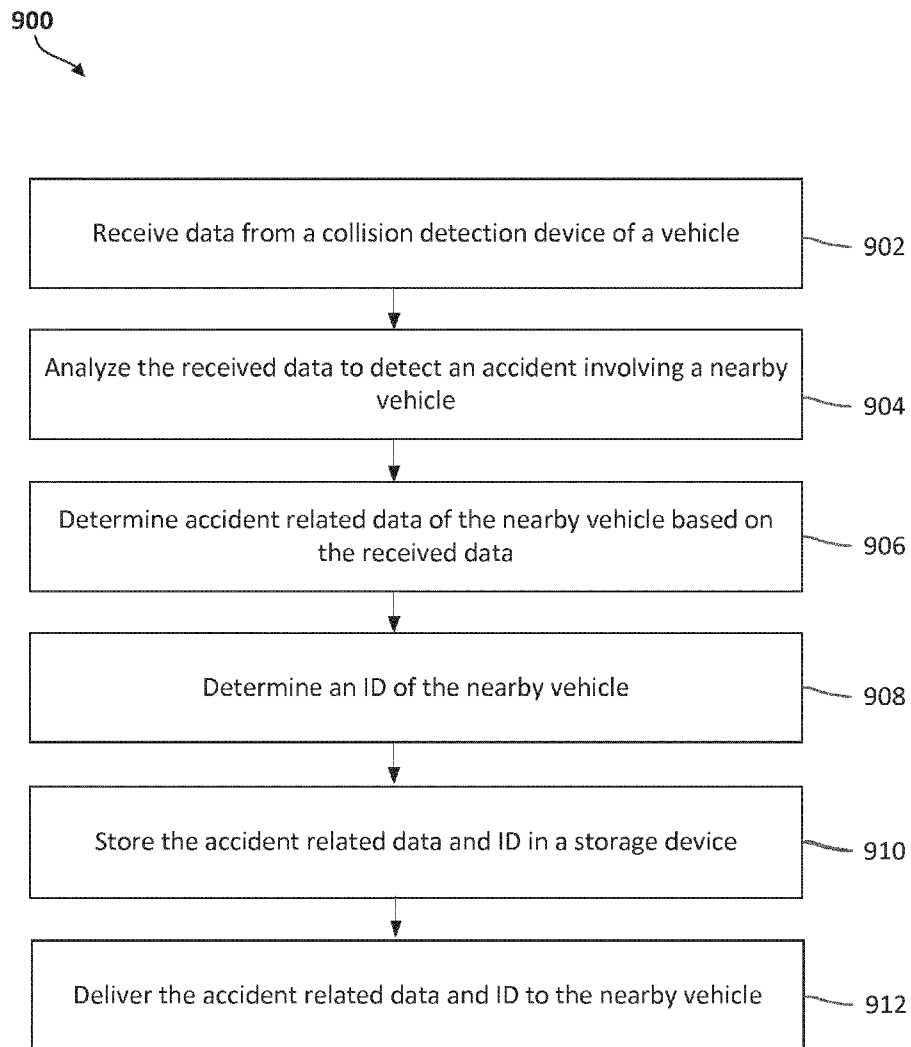 900
Receive data from a collision detection device of a vehicle
902
Analyze the received data to detect an accident involving a nearby
vehicle
904
Determine accident related data of the nearby vehicle based on
the received data
906
Determine an ID of the nearby vehicle
908
Store the accident related data and ID in a storage device
910
Deliver the accident related data and ID to the nearby vehicle
912